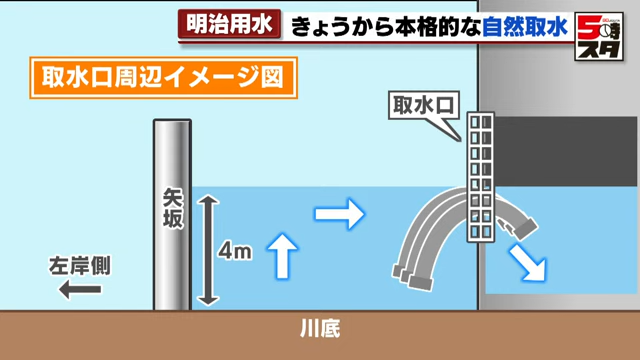 明治用水
きょうから本格的な自然取水
5時
スタ
取水口周辺イメージ図
取水口
矢坂
4m
左岸側
川底